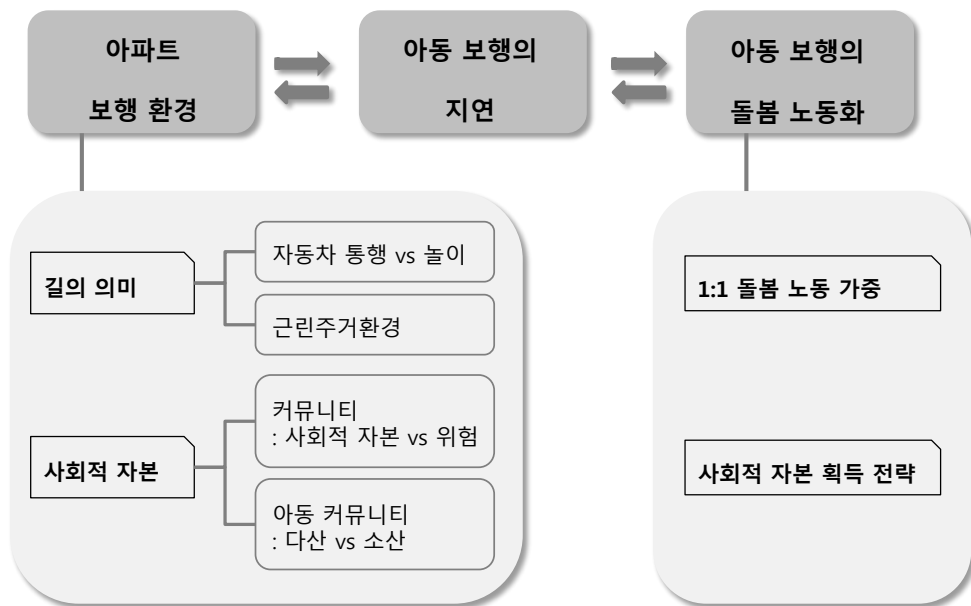 아파트
보행 환경
아동 보행의
지연
아동 보행의
돌봄 노동화
길의 의미
자동차 통행 vs 놀이
근린주거환경
사회적 자본
커뮤니티
: 사회적 자본 vs 위험
아동 커뮤니티
: 다산 vs 소산
1:1 돌봄 노동 가중
사회적 자본 획득 전략